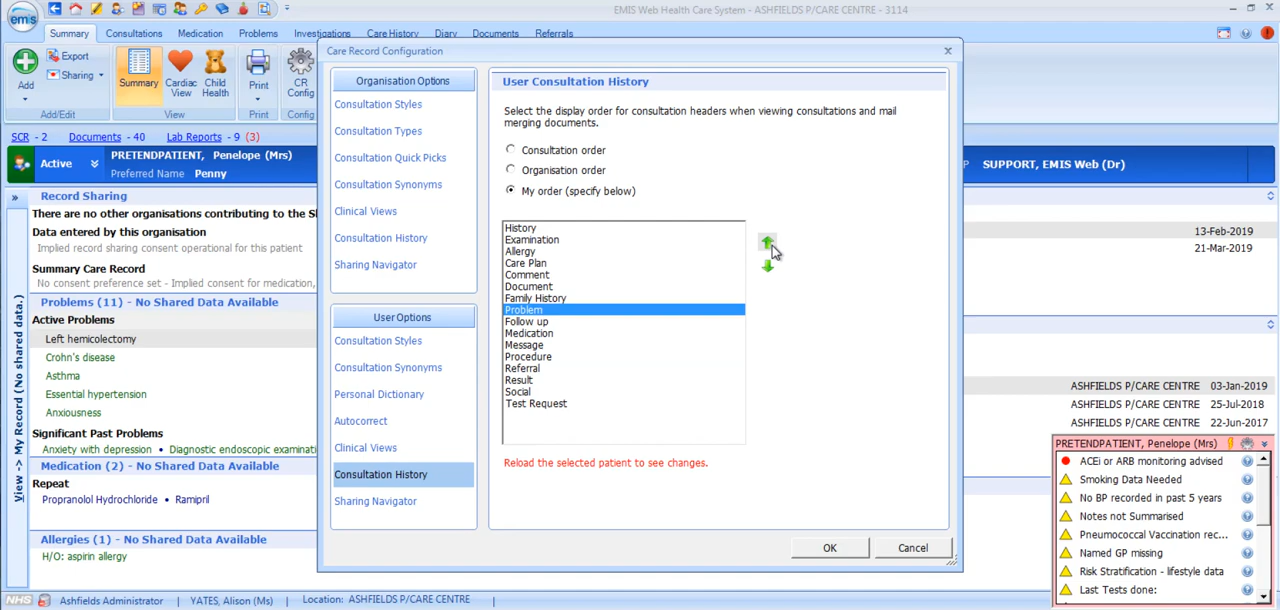 EMIS Web Health Care System - ASHFIELDS P/CARE CENTRE - 3114
emis
Summary Consultations Medication Problems Investigations Care History Diary Documents Referrals
Add
Export
Sharing
Summary
Cardiac View
Child Health
Print
CR Config
Add/Edit View Print Config
SCR - 2 Documents - 40 Lab Reports - 9 (3)
Active
PRETENDPATIENT, Penelope (Mrs)
Preferred Name Penny
SUPPORT, EMIS Web (Dr)
View -> My Record (No shared data.)
Record Sharing
There are no other organisations contributing to the
Data entered by this organisation
Implied record sharing consent operational for this patient
Summary Care Record
No consent preference set - Implied consent for medication,
Problems (11) - No Shared Data Available
Active Problems
Left hemicolectomy
Crohn's disease
Asthma
Essential hypertension
Anxiousness
Significant Past Problems
Anxiety with depression • Diagnostic endoscopic examinati
Medication (2) - No Shared Data Available
Repeat
Propranolol Hydrochloride • Ramipril
Allergies (1) - No Shared Data Available
H/O: aspirin allergy
Care Record Configuration
Organisation Options
Consultation Styles
Consultation Types
Consultation Quick Picks
Consultation Synonyms
Clinical Views
Consultation History
Sharing Navigator
User Options
Consultation Styles
Consultation Synonyms
Personal Dictionary
Autocorrect
Clinical Views
Consultation History
Sharing Navigator
User Consultation History
Select the display order for consultation headers when viewing consultations and mail
merging documents.
Consultation order
Organisation order
My order (specify below)
History
Examination
Allergy
Care Plan
Comment
Document
Family History
Problem
Follow up
Medication
Message
Procedure
Referral
Result
Social
Test Request
Reload the selected patient to see changes.
OK Cancel
13-Feb-2019
21-Mar-2019
ASHFIELDS P/CARE CENTRE 03-Jan-2019
ASHFIELDS P/CARE CENTRE 25-Jul-2018
ASHFIELDS P/CARE CENTRE 22-Jun-2017
PRETENDPATIENT, Penelope (Mrs)
ACEi or ARB monitoring advised
Smoking Data Needed
No BP recorded in past 5 years
Notes not Summarised
Pneumococcal Vaccination rec...
Named GP missing
Risk Stratification - lifestyle data
Last Tests done:
NHS Ashfields Administrator YATES, Alison (Ms) Location: ASHFIELDS P/CARE CENTRE